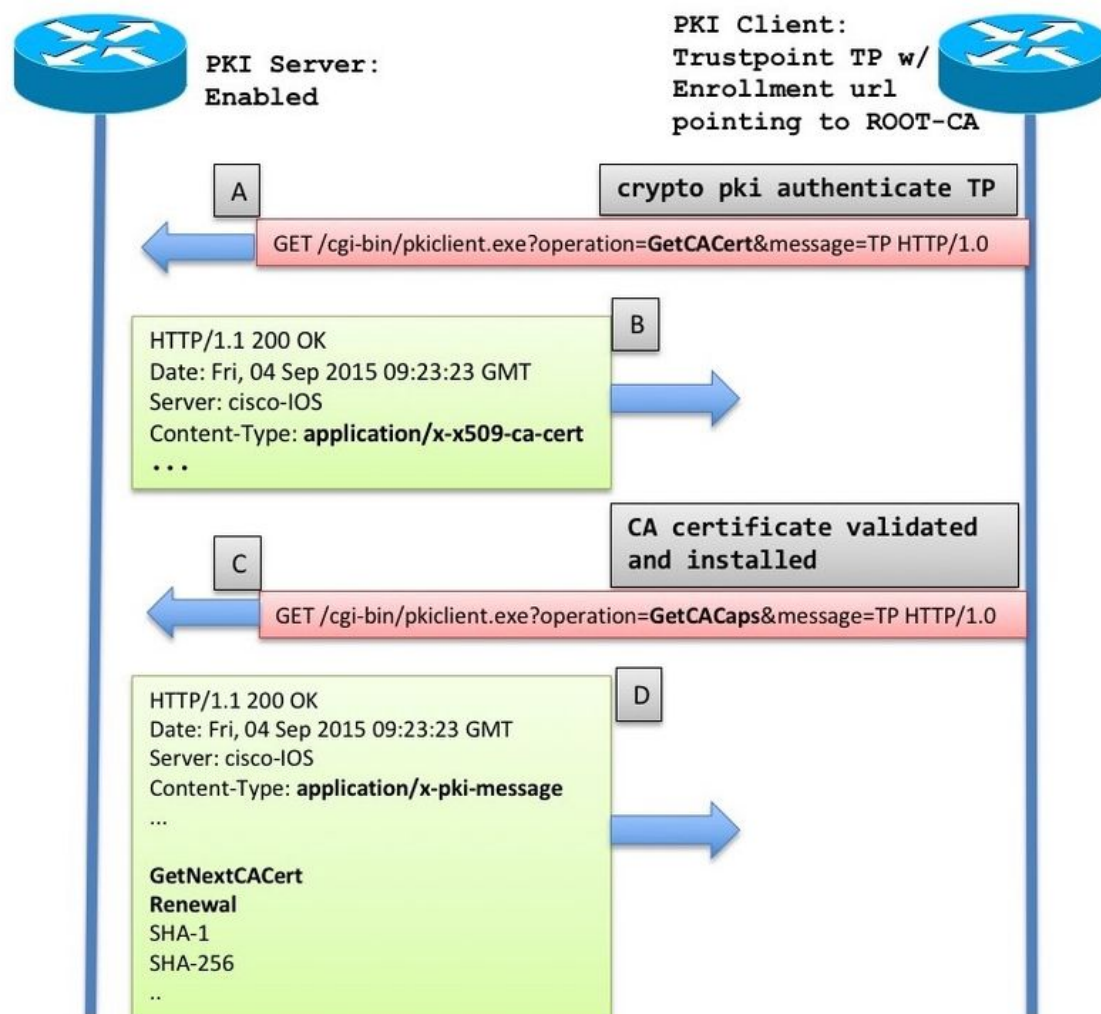 PKI Server:
Enabled
PKI Client:
Trustpoint TP w/
Enrollment url
pointing to ROOT-CA
A
crypto pki authenticate TP
GET /cgi-bin/pkiclient.exe?operation=GetCACert&message=TP HTTP/1.0
B
HTTP/1.1 200 OK
Date: Fri, 04 Sep 2015 09:23:23 GMT
Server: cisco-IOS
Content-Type: application/x-x509-ca-cert
...
CA certificate validated
and installed
C
GET /cgi-bin/pkiclient.exe?operation=GetCACaps&message=TP HTTP/1.0
D
HTTP/1.1 200 OK
Date: Fri, 04 Sep 2015 09:23:23 GMT
Server: cisco-IOS
Content-Type: application/x-pki-message
...
GetNextCACert
Renewal
SHA-1
SHA-256
..